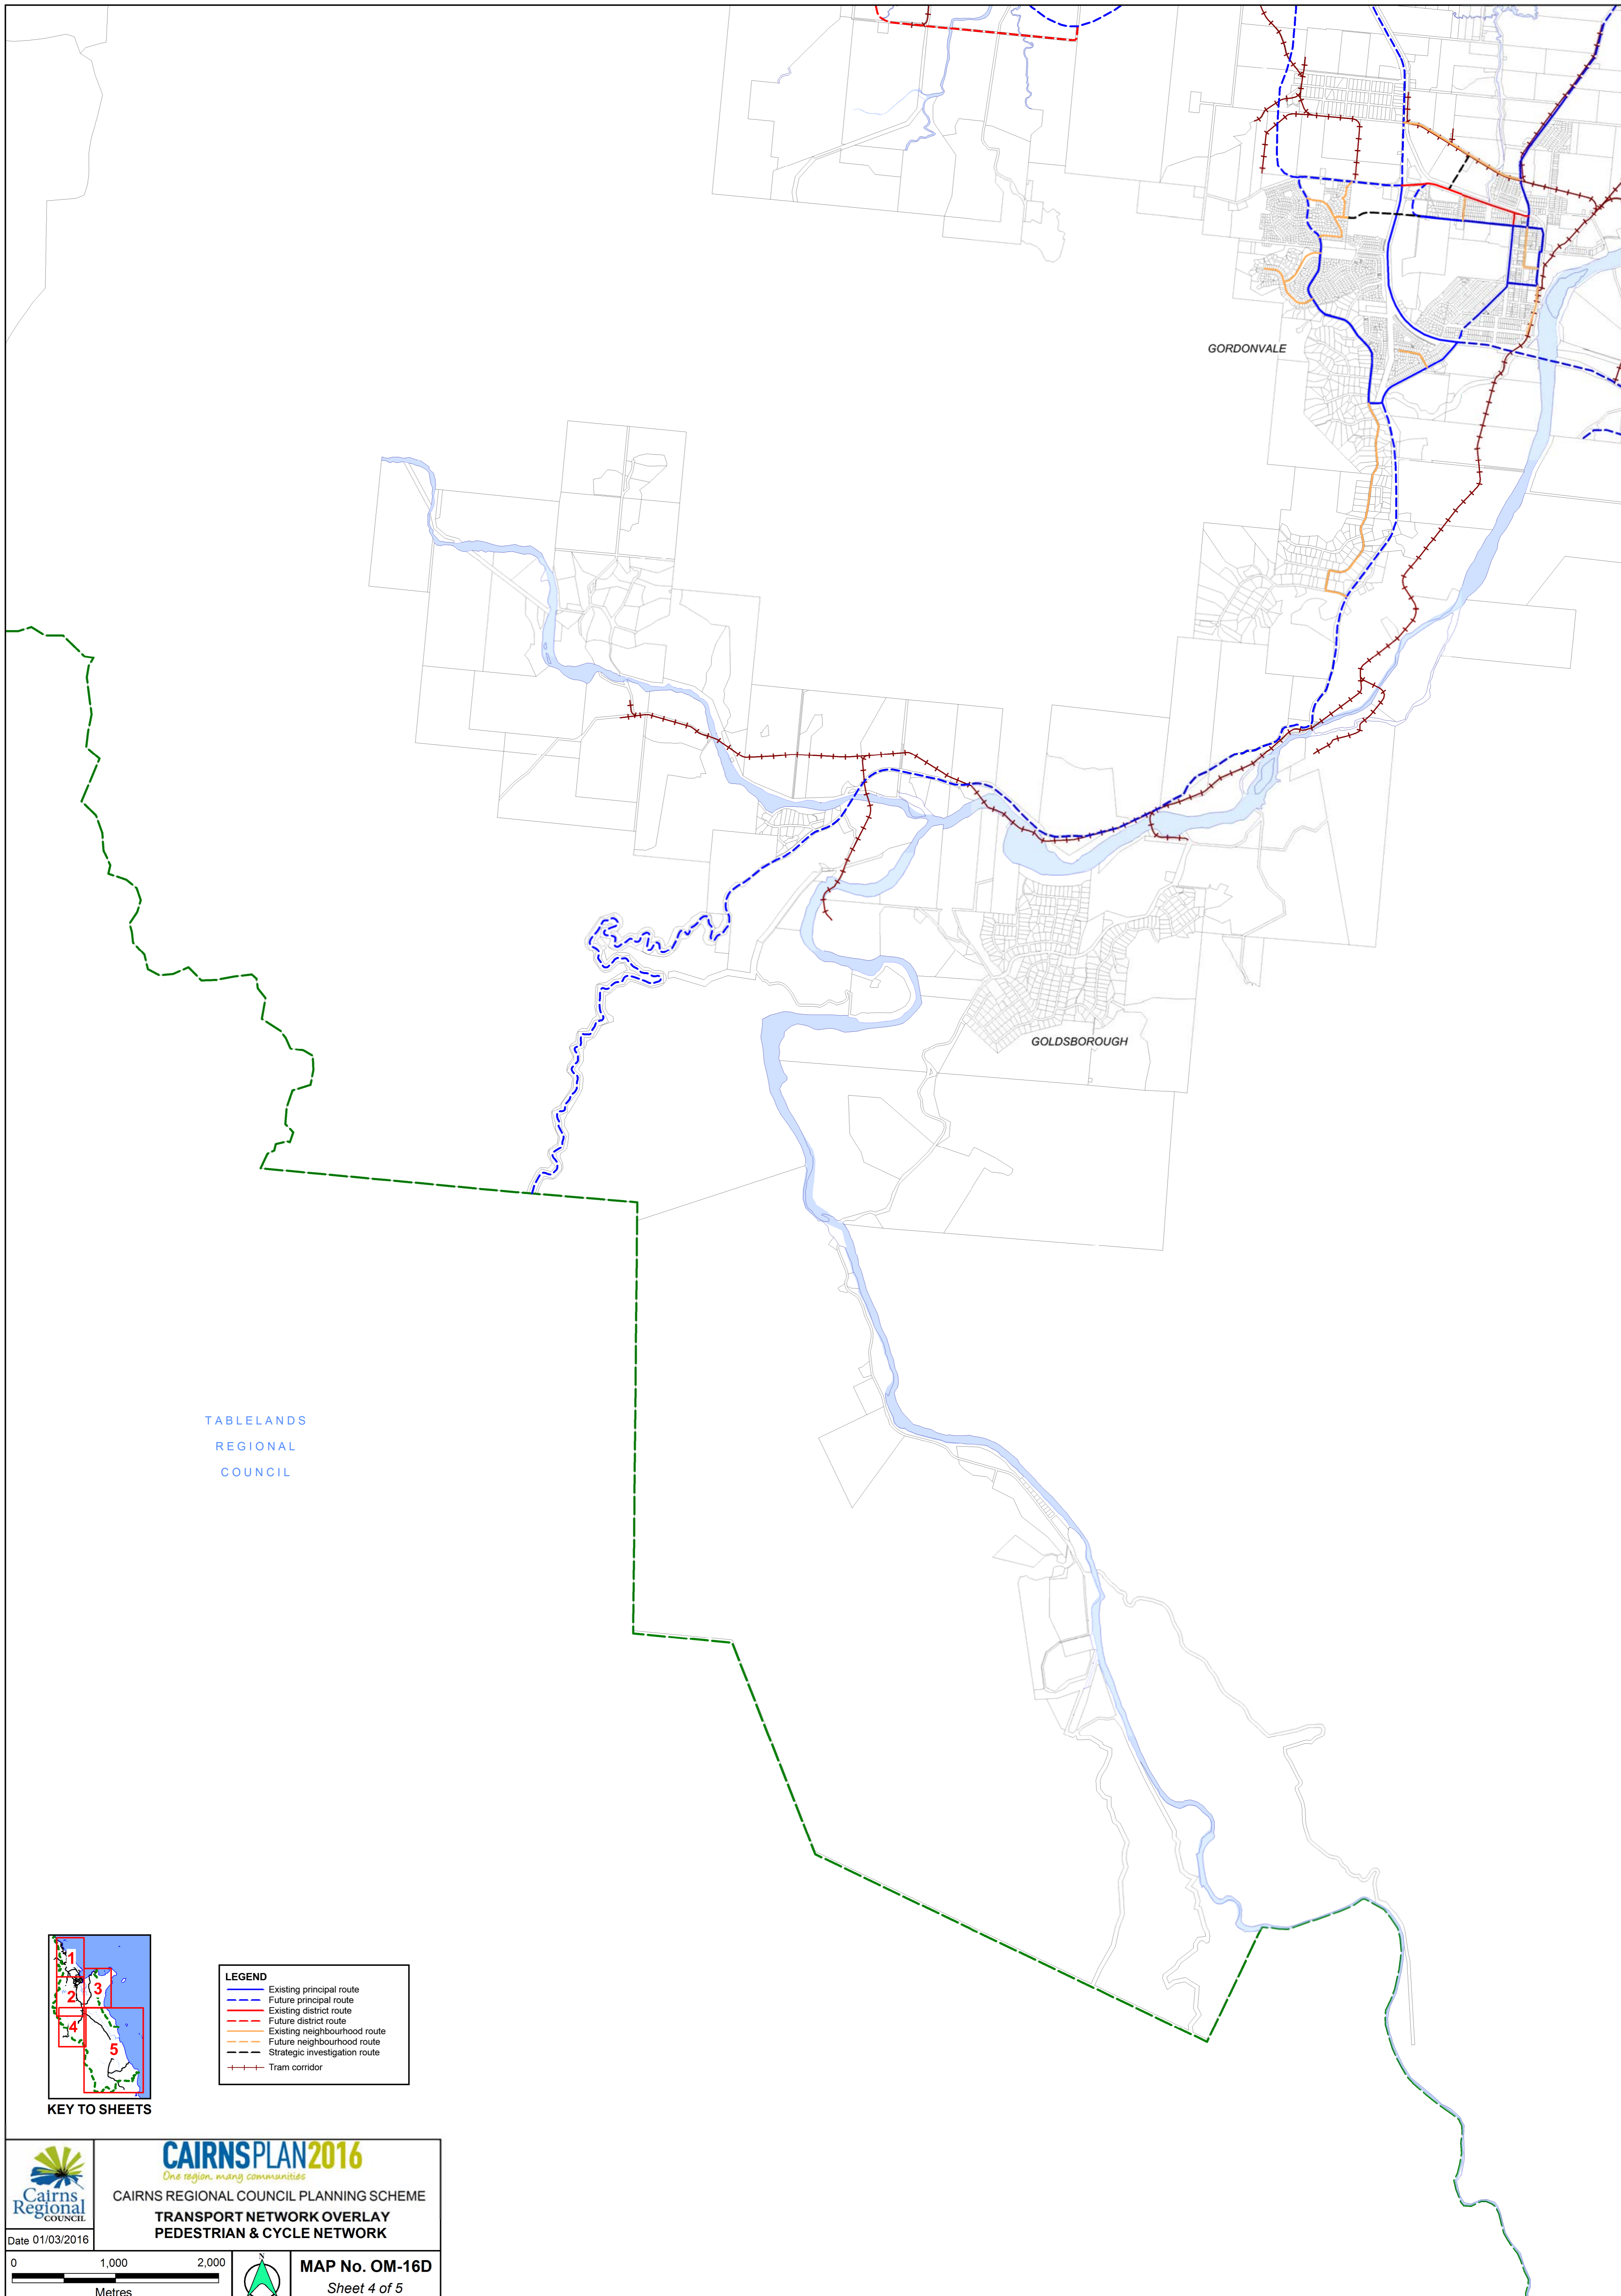 GORDONVALE
GOLDSBOROUGH
TABLELANDS
REGIONAL
COUNCIL
1
2
3
4
5
KEY TO SHEETS
LEGEND
Existing principal route
Future principal route
Existing district route
Future district route
Existing neighbourhood route
Future neighbourhood route
Strategic investigation route
Tram corridor
Cairns
Regional
COUNCIL
Date 01/03/2016
CAIRNSPLAN2016
One region, many communities
CAIRNS REGIONAL COUNCIL PLANNING SCHEME
TRANSPORT NETWORK OVERLAY
PEDESTRIAN & CYCLE NETWORK
0 1,000 2,000
Metres
N
MAP No. OM-16D
Sheet 4 of 5